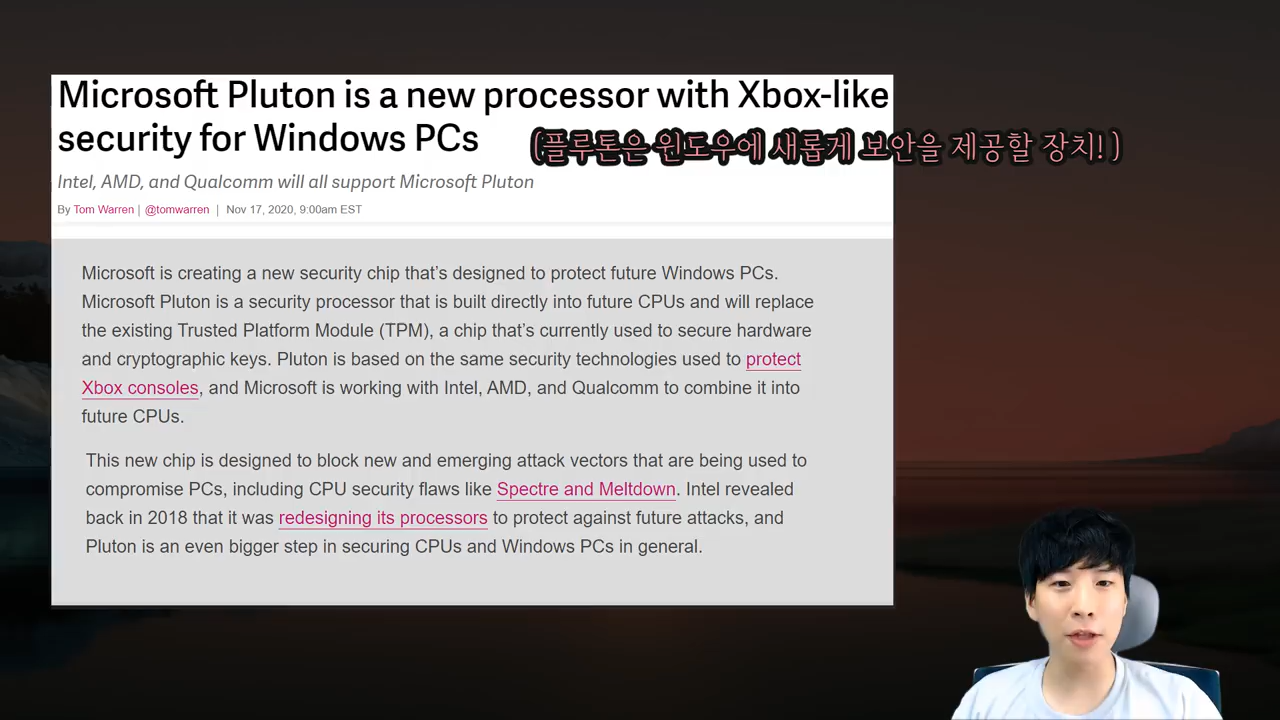 Microsoft Pluton is a new processor with Xbox-like
security for Windows PCs
(플루톤은 윈도우에 새롭게 보안을 제공할 장치! )
Intel, AMD, and Qualcomm will all support Microsoft Pluton
By Tom Warren | @tomwarren | Nov 17, 2020, 9:00am EST
Microsoft is creating a new security chip that's designed to protect future Windows PCs.
Microsoft Pluton is a security processor that is built directly into future CPUs and will replace
the existing Trusted Platform Module (TPM), a chip that's currently used to secure hardware
and cryptographic keys. Pluton is based on the same security technologies used to protect
Xbox consoles, and Microsoft is working with Intel, AMD, and Qualcomm to combine it into
future CPUs.
This new chip is designed to block new and emerging attack vectors that are being used to
compromise PCs, including CPU security flaws like Spectre and Meltdown. Intel revealed
back in 2018 that it was redesigning its processors to protect against future attacks, and
Pluton is an even bigger step in securing CPUs and Windows PCs in general.